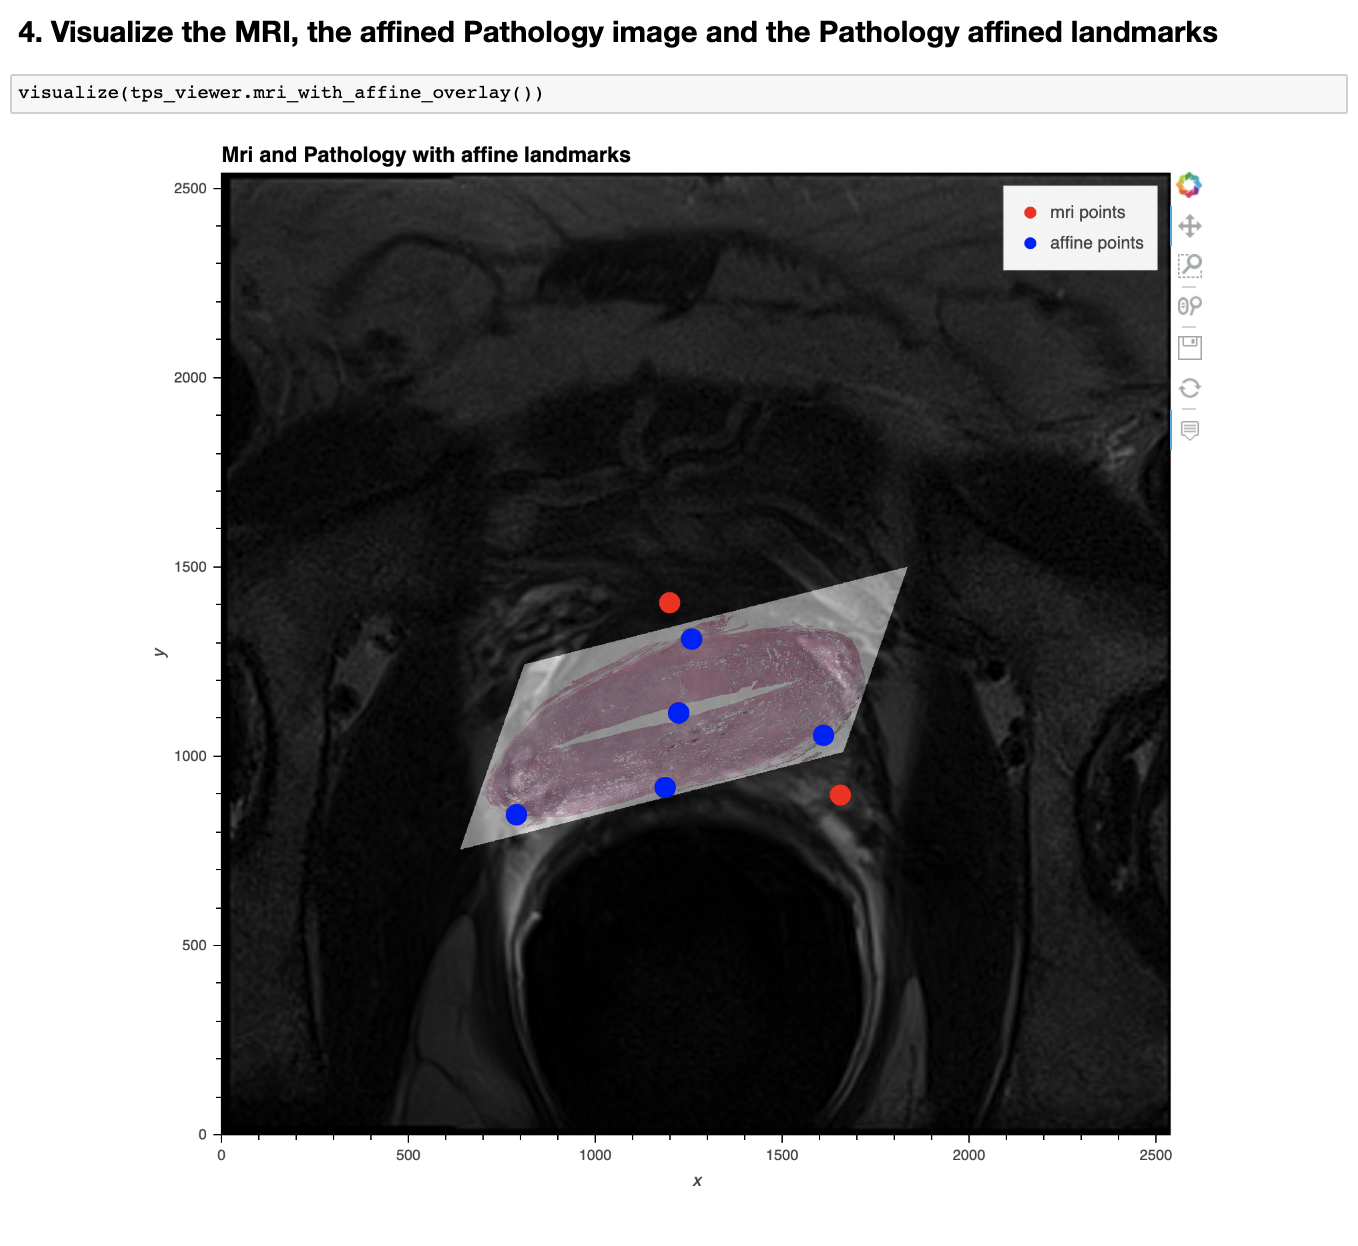 4. Visualize the MRI, the affined Pathology image and the Pathology affined landmarks
visualize(tps_viewer.mri_with_affine_overlay())
Mri and Pathology with affine landmarks
mri points
affine points
2500
2000
1500
y
1000
500
0
0 500 1000 1500 2000 2500
x